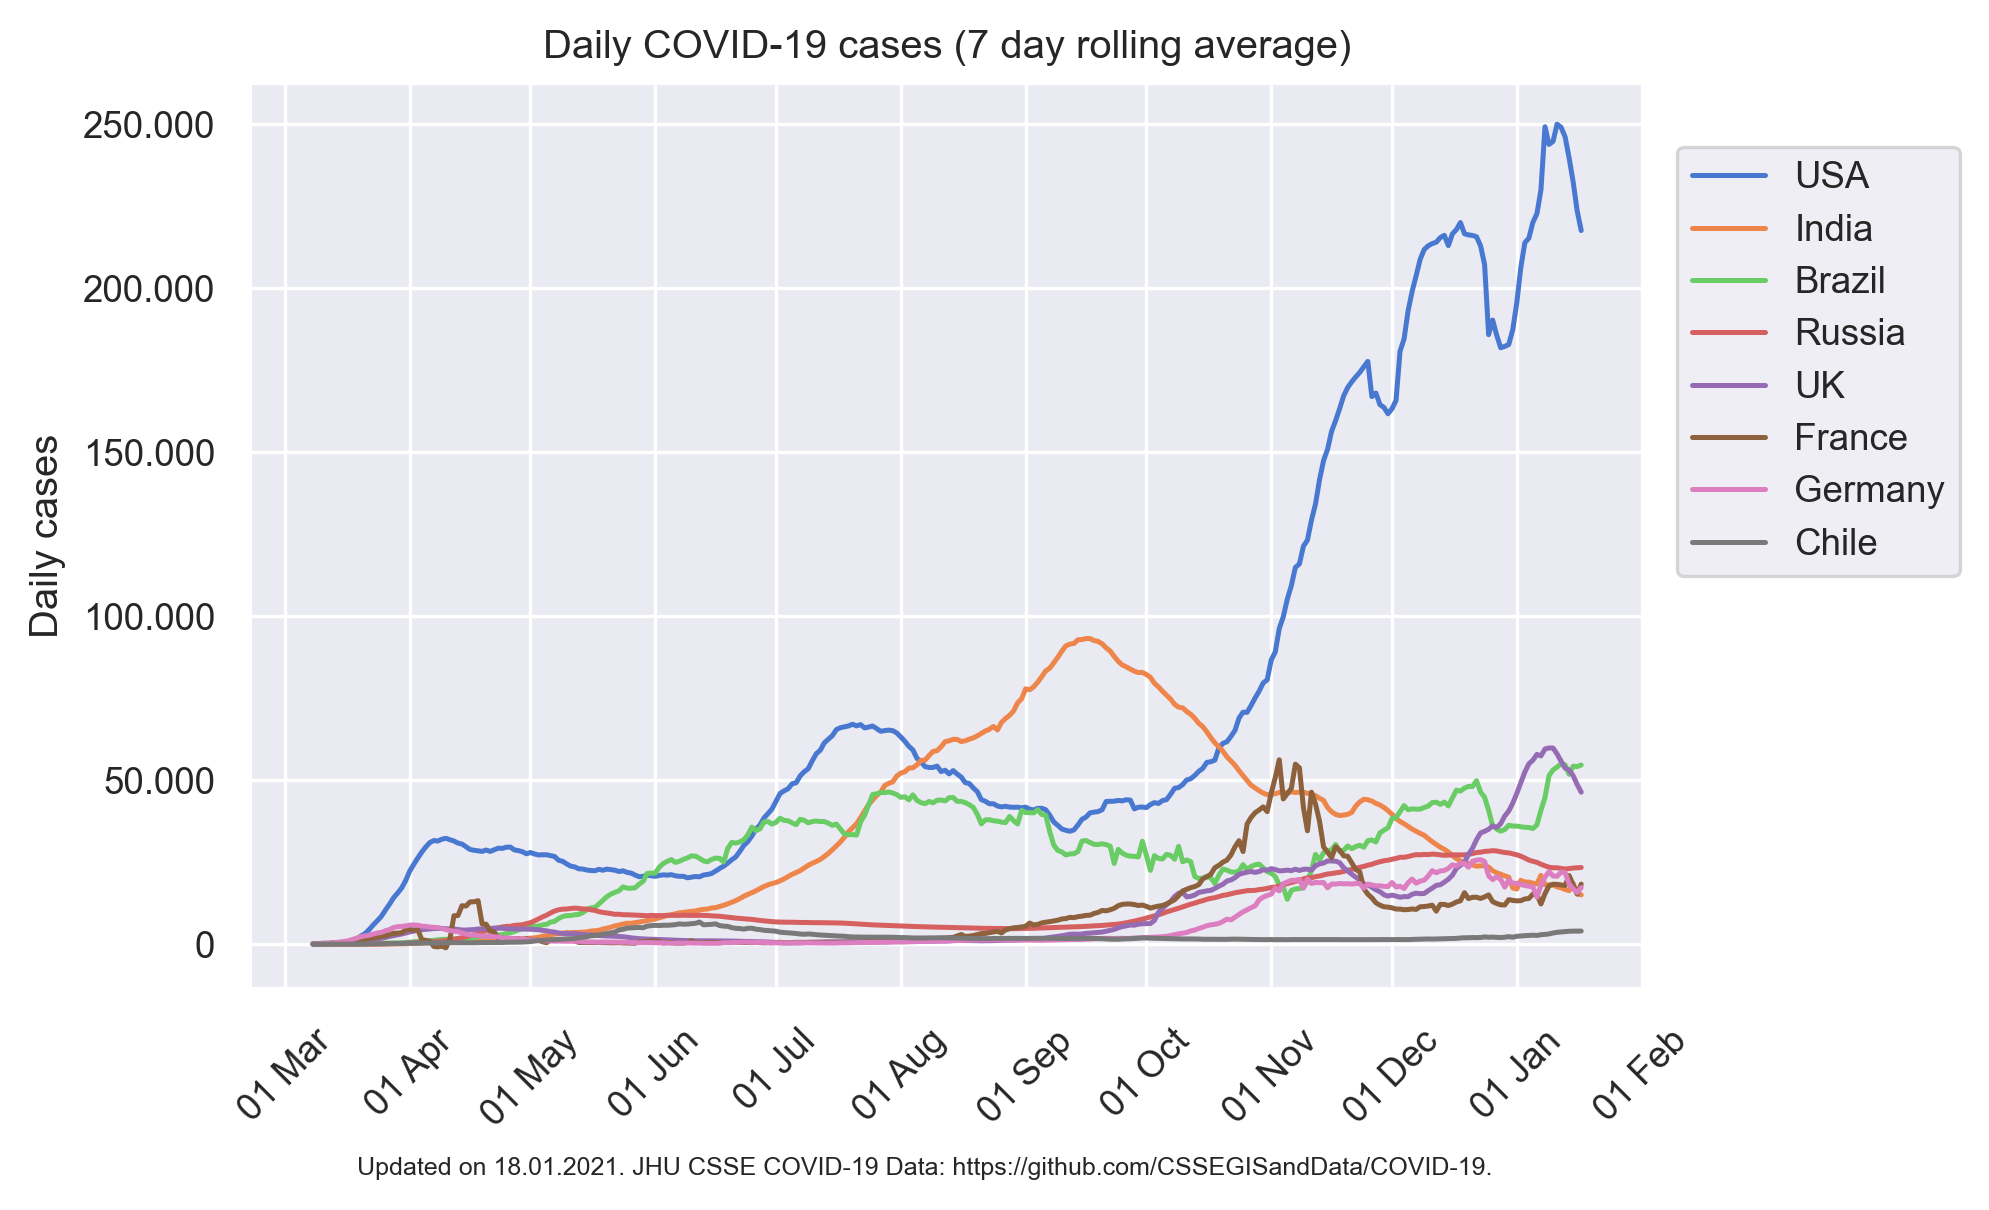 Daily COVID-19 cases (7 day rolling average)
250.000
200.000
150.000
100.000
50.000
0
Daily cases
USA
India
Brazil
Russia
UK
France
Germany
Chile
01 Mar
01 Apr
01 May
01 Jun
01 Jul
01 Aug
01 Sep
01 Oct
01 Nov
01 Dec
01 Jan
01 Feb
Updated on 18.01.2021. JHU CSSE COVID-19 Data: https://github.com/CSSEGISandData/COVID-19.